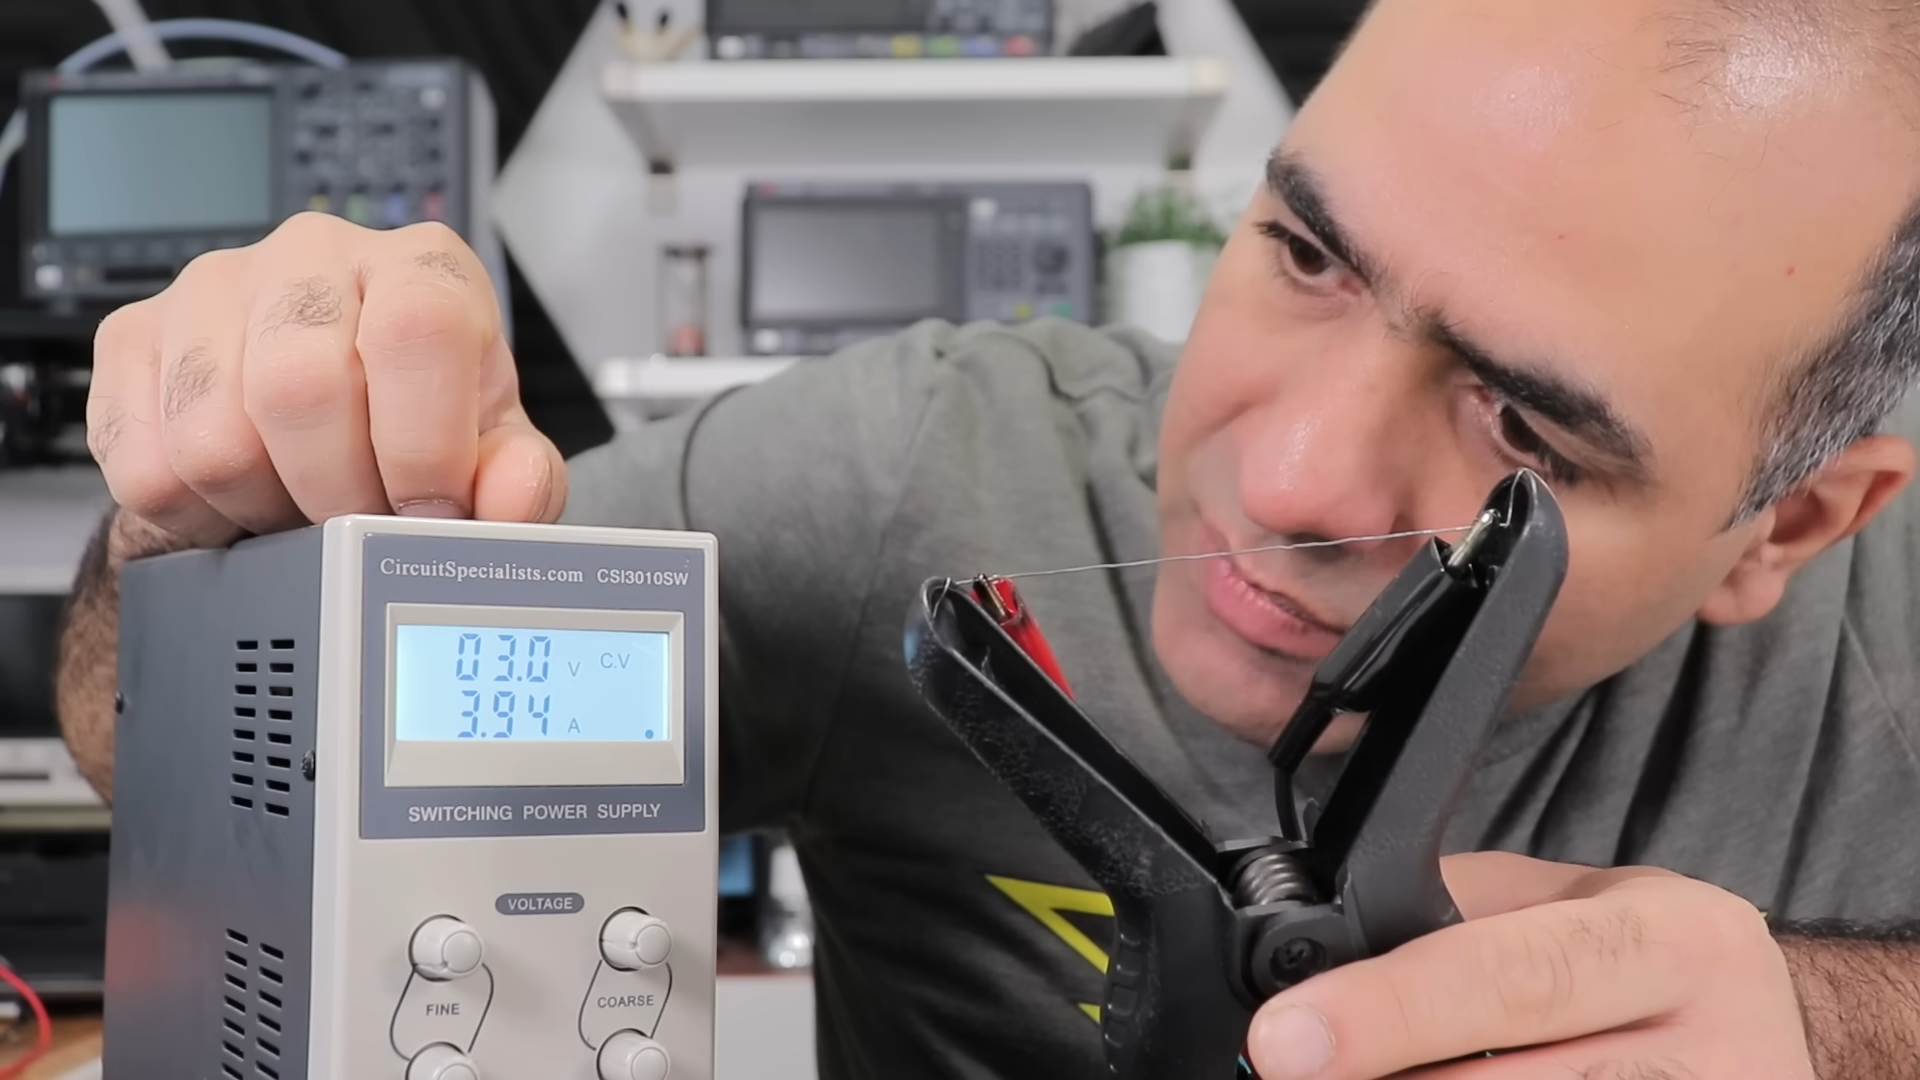 CircuitSpecialists.com CSI3010SW
03.0 V C.V
3.94 A
SWITCHING POWER SUPPLY
VOLTAGE
FINE
COARSE